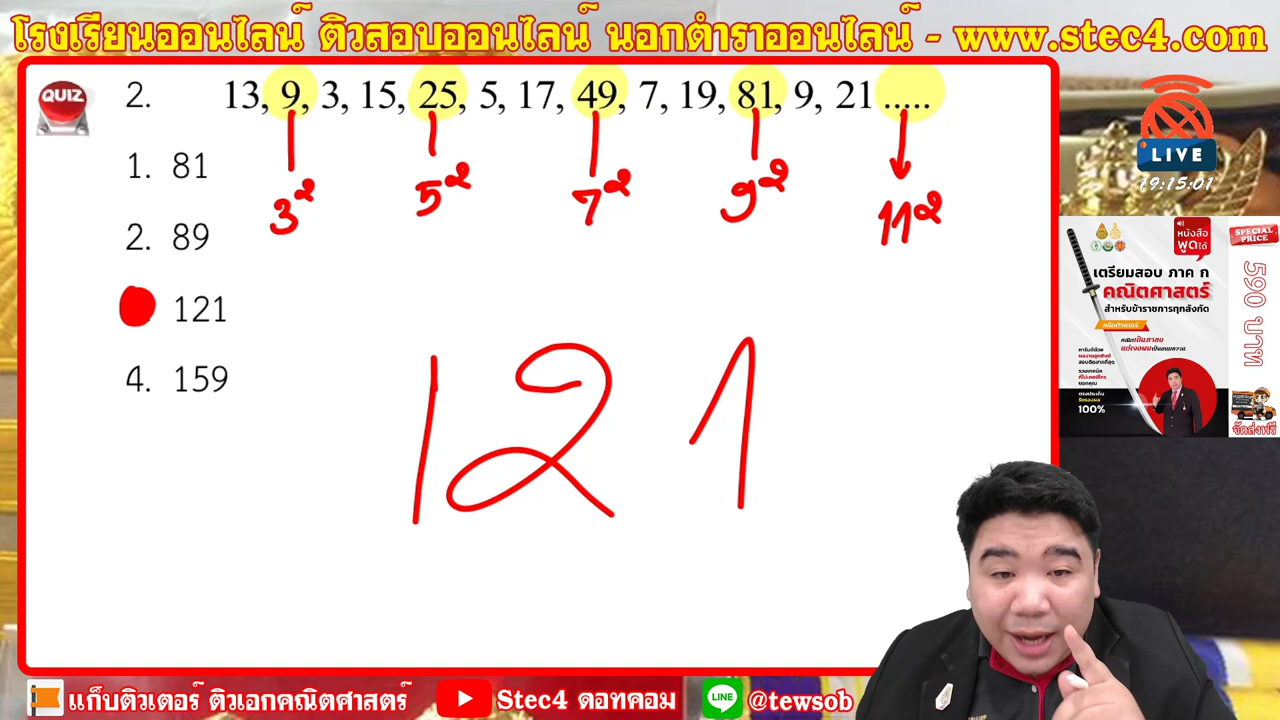 โรงเรียนออนไลน์ ติวสอบออนไลน์ นอกตำราออนไลน์ - www.stec4.com
QUIZ
2. 13, 9, 3, 15, 25, 5, 17, 49, 7, 19, 81, 9, 21 .....
3² 5² 7² 9² 11²
1. 81
2. 89
121
4. 159
121
LIVE
19:15:01
หนังสือ
พูดได้
SPECIAL
PRICE
เตรียมสอบ ภาค ก
คณิตศาสตร์
สำหรับข้าราชการทุกสังกัด
590 บาท
100%
จัดส่งฟรี
แก็บติวเตอร์ ติวเอกคณิตศาสตร์
Stec4 ดอทคอม
LINE
@tewsob